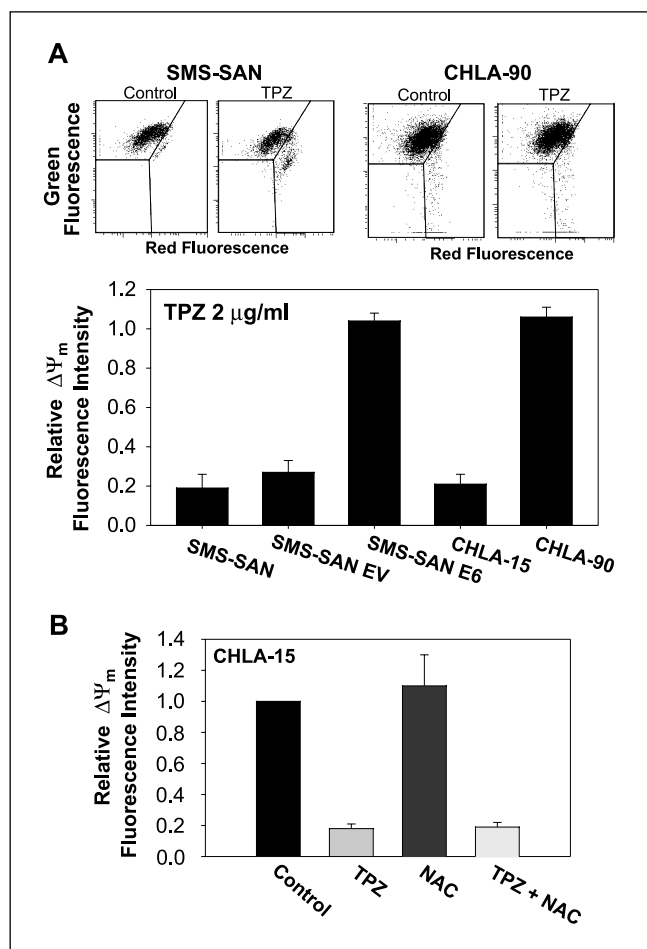 A
SMS-SAN
CHLA-90
Control
TPZ
Control
TPZ
Green
Fluorescence
Red Fluorescence
Red Fluorescence
TPZ 2 µg/ml
Relative ΔΨm
Fluorescence Intensity
1.2
1.0
0.8
0.6
0.4
0.2
0.0
SMS-SAN
SMS-SAN EV
SMS-SAN E6
CHLA-15
CHLA-90
B
CHLA-15
Relative ΔΨm
Fluorescence Intensity
1.4
1.2
1.0
0.8
0.6
0.4
0.2
0.0
Control
TPZ
NAC
TPZ + NAC